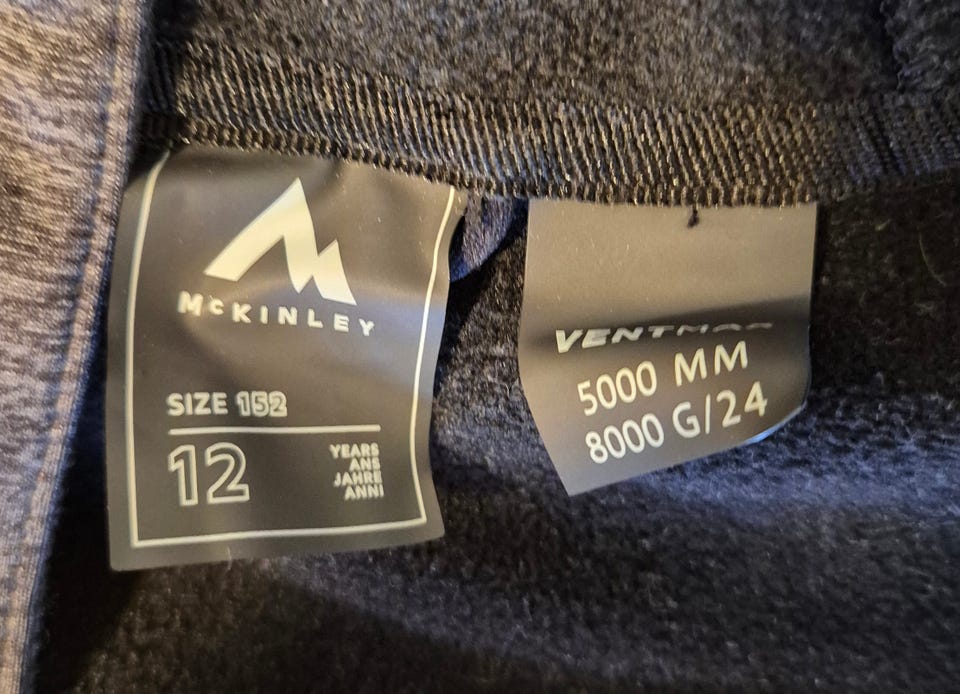 McKINLEY
SIZE 152
12
YEARS
ANS
JAHRE
ANNI
5000 MM
8000 G/24